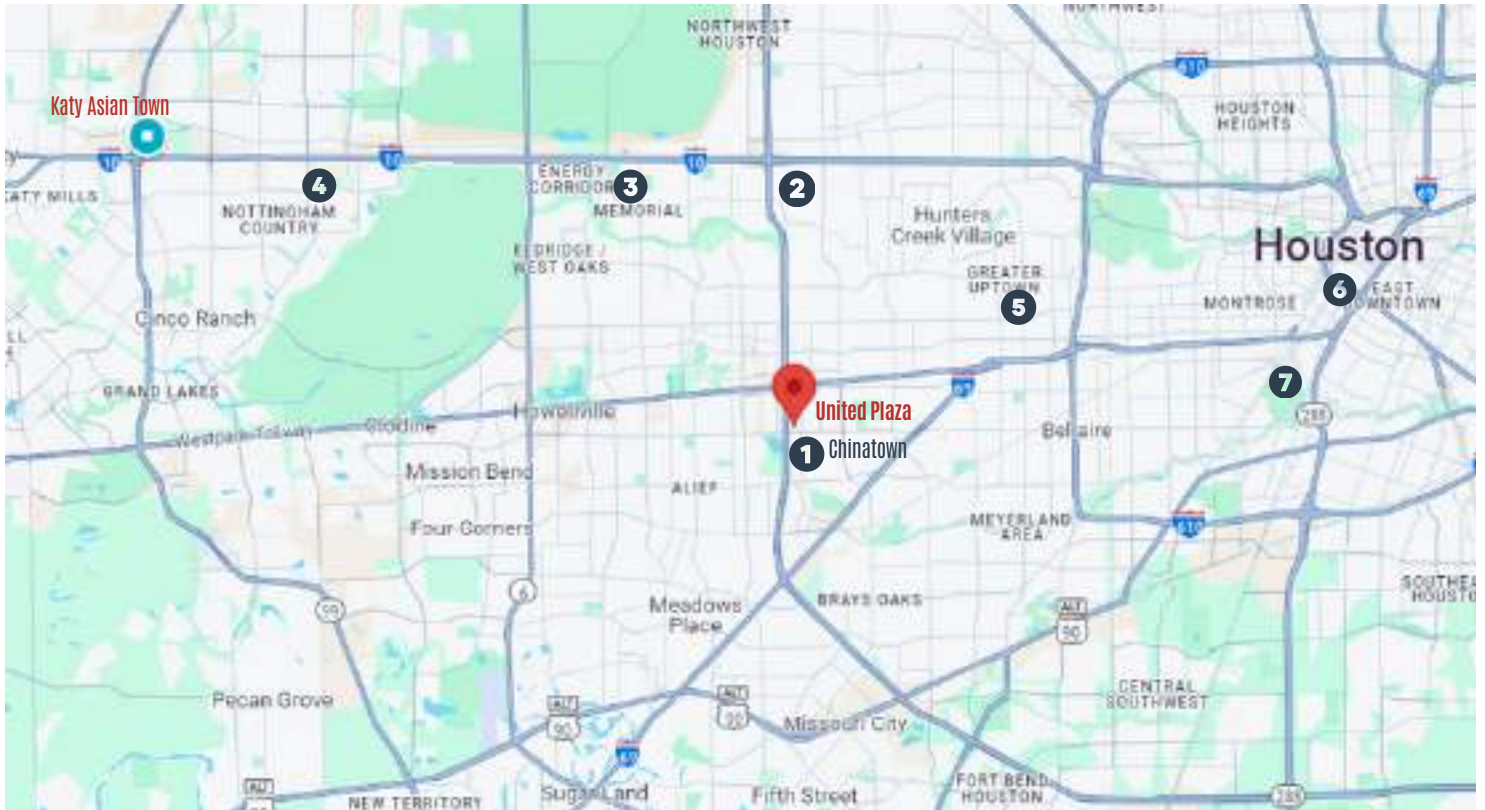 NORTHWEST
HOUSTON
610
HOUSTON
HEIGHTS
Katy Asian Town
10
10
10
ENERGY
CORRIDOR
3
4
2
69
KATY MILLS
NOTTINGHAM
COUNTRY
MEMORIAL
Hunters
Creek Village
Houston
ELDRIDGE /
WEST OAKS
GREATER
UPTOWN
5
6
EAST
DOWNTOWN
MONTROSE
Cinco Ranch
GRAND LAKES
69
7
288
United Plaza
Howellville
Clodine
Westpark Tollway
Bellaire
1
Chinatown
Mission Bend
ALIEF
Four Corners
MEYERLAND
AREA
610
6
99
Meadows
Place
BRAYS OAKS
ALT
90
Pecan Grove
CENTRAL
SOUTHWEST
ALT
90
ALT
90
Missouri City
69
ALT
NEW TERRITORY
Sugar Land
Fifth Street
FORT BEND
HOUSTON
288